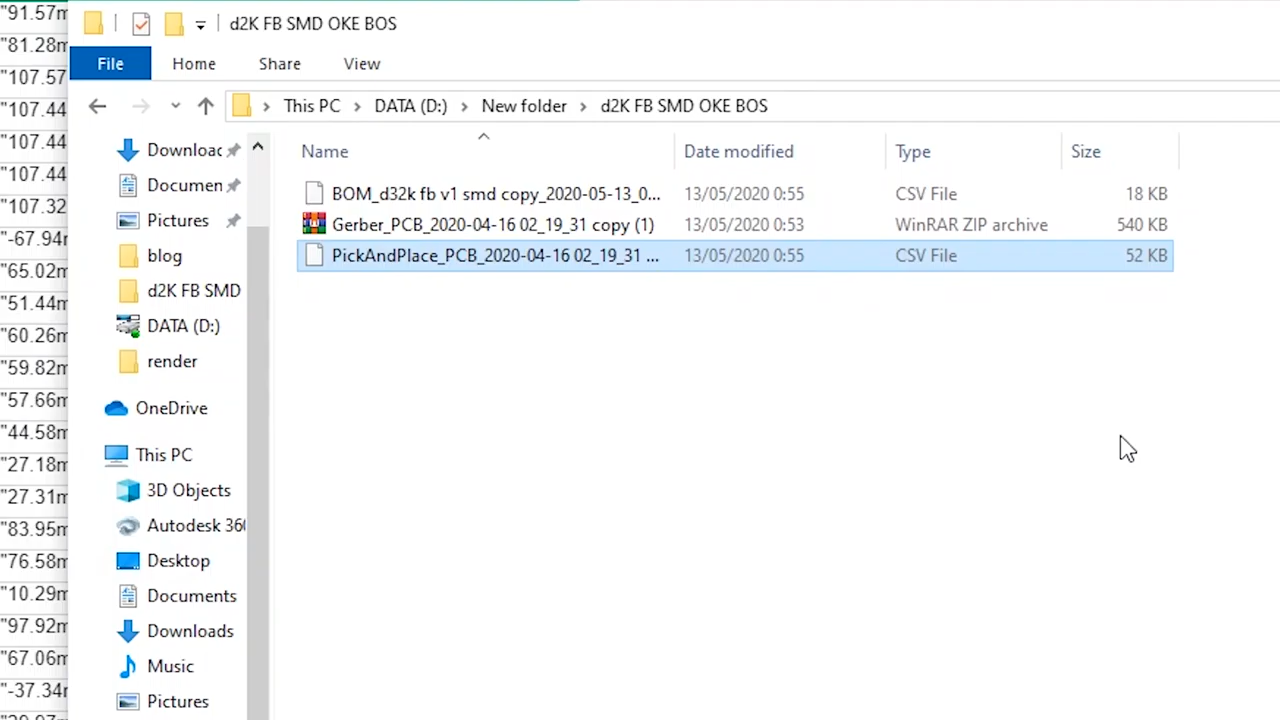 d2K FB SMD OKE BOS
File Home Share View
This PC > DATA (D:) > New folder > d2K FB SMD OKE BOS
Name Date modified Type Size
BOM_d32k fb v1 smd copy_2020-05-13_0... 13/05/2020 0:55 CSV File 18 KB
Gerber_PCB_2020-04-16 02_19_31 copy (1) 13/05/2020 0:53 WinRAR ZIP archive 540 KB
PickAndPlace_PCB_2020-04-16 02_19_31 ... 13/05/2020 0:55 CSV File 52 KB
Downloac
Documen
Pictures
blog
d2K FB SMD
DATA (D:)
render
OneDrive
This PC
3D Objects
Autodesk 360
Desktop
Documents
Downloads
Music
Pictures
"91.57m
"81.28m
"107.57
"107.44
"107.44
"107.44
"107.32
"-67.94m
"65.02m
"51.44m
"60.26m
"59.82m
"57.66m
"44.58m
"27.18m
"27.31m
"83.95m
"76.58m
"10.29m
"97.92m
"67.06m
"-37.34m